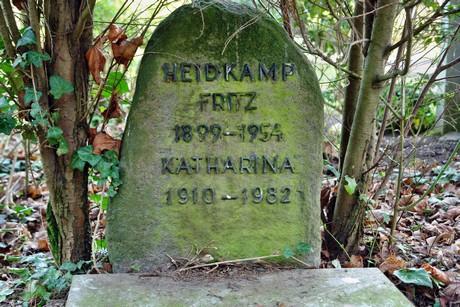 HEIDKAMP
FRITZ
1899-1954
KATHARINA
1910-1982